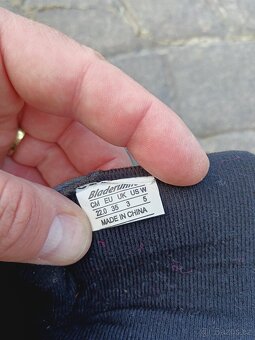 Bladerunner
CM EU UK US W
22.0 35 3 5
MADE IN CHINA